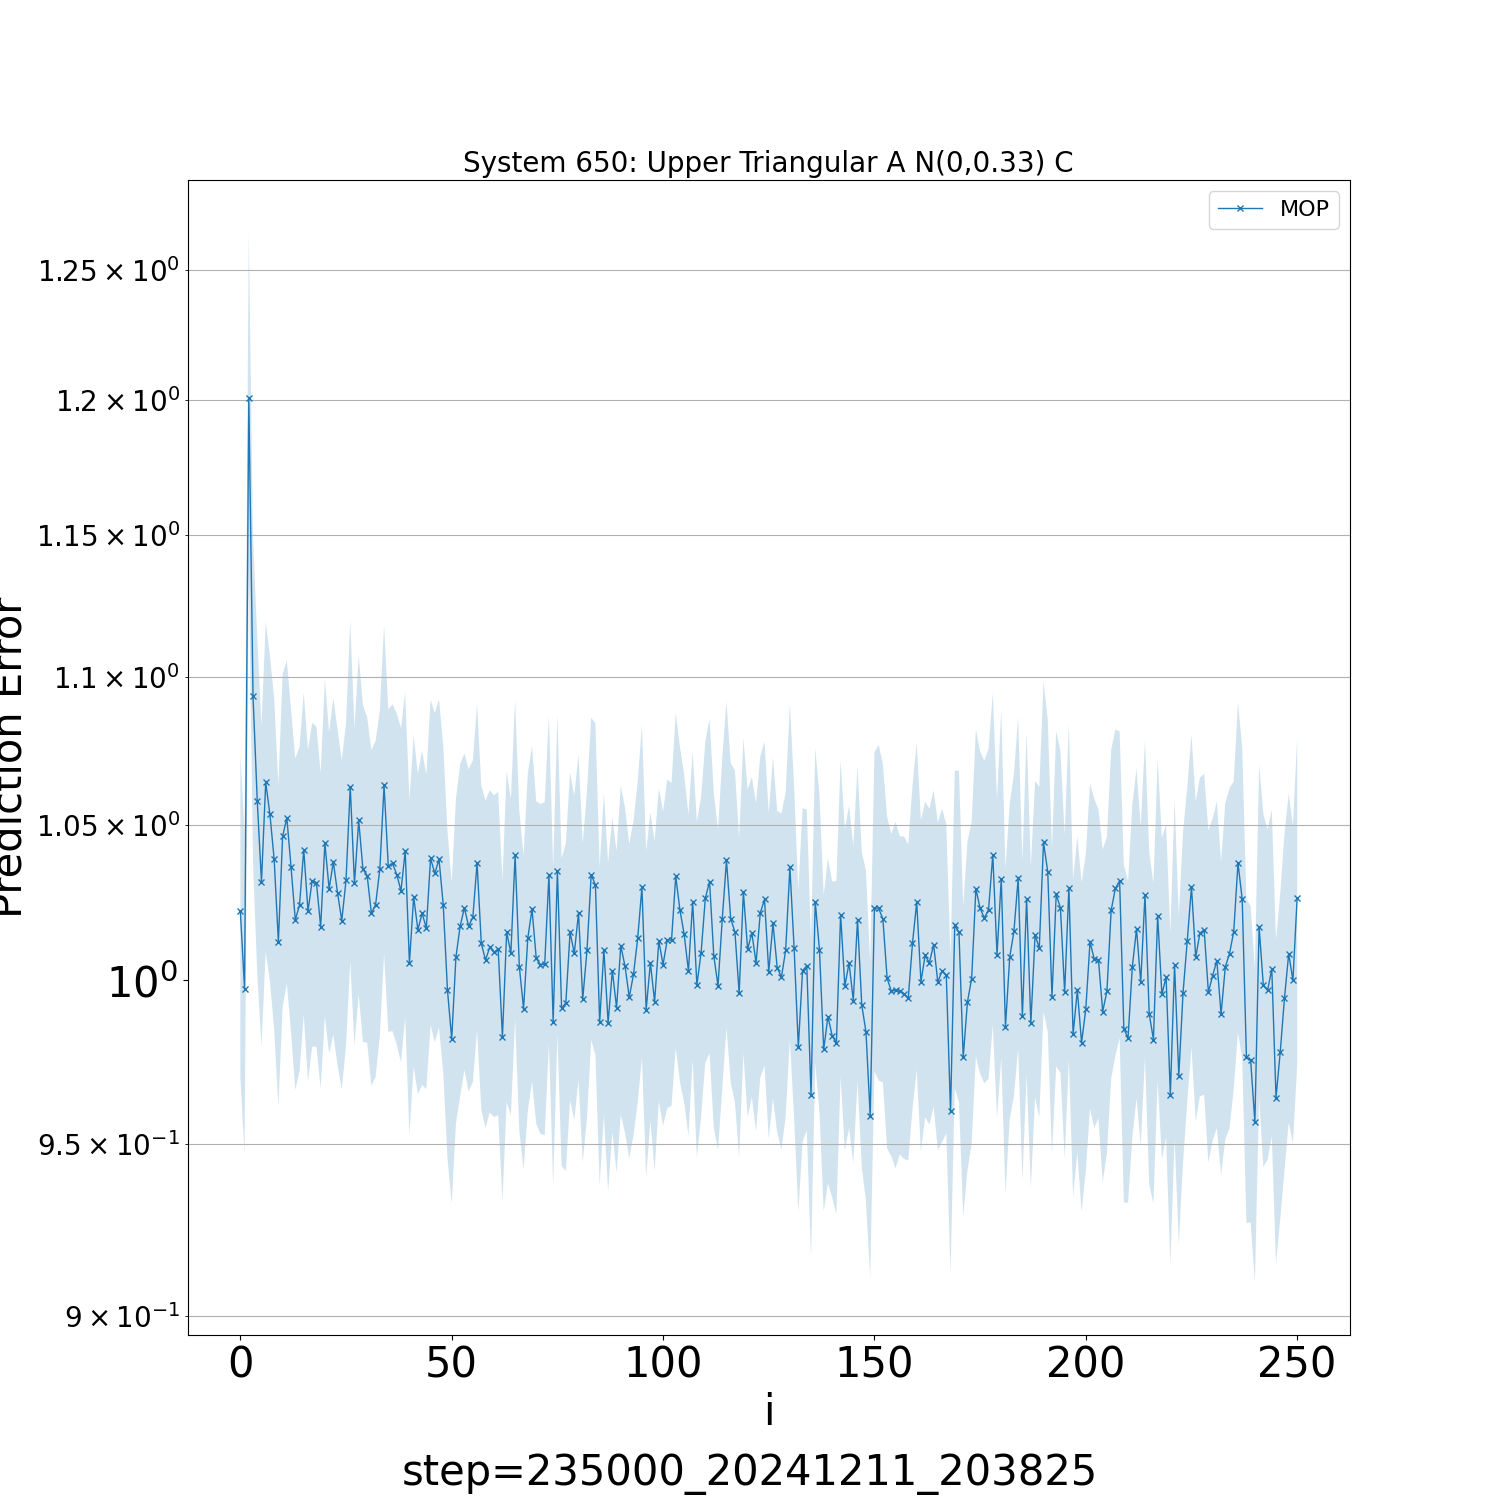 System 650: Upper Triangular A N(0,0.33) C
MOP
1.25 × 10⁰
1.2 × 10⁰
1.15 × 10⁰
1.1 × 10⁰
1.05 × 10⁰
10⁰
9.5 × 10⁻¹
9 × 10⁻¹
Prediction Error
0 50 100 150 200 250
i
step=235000_20241211_203825